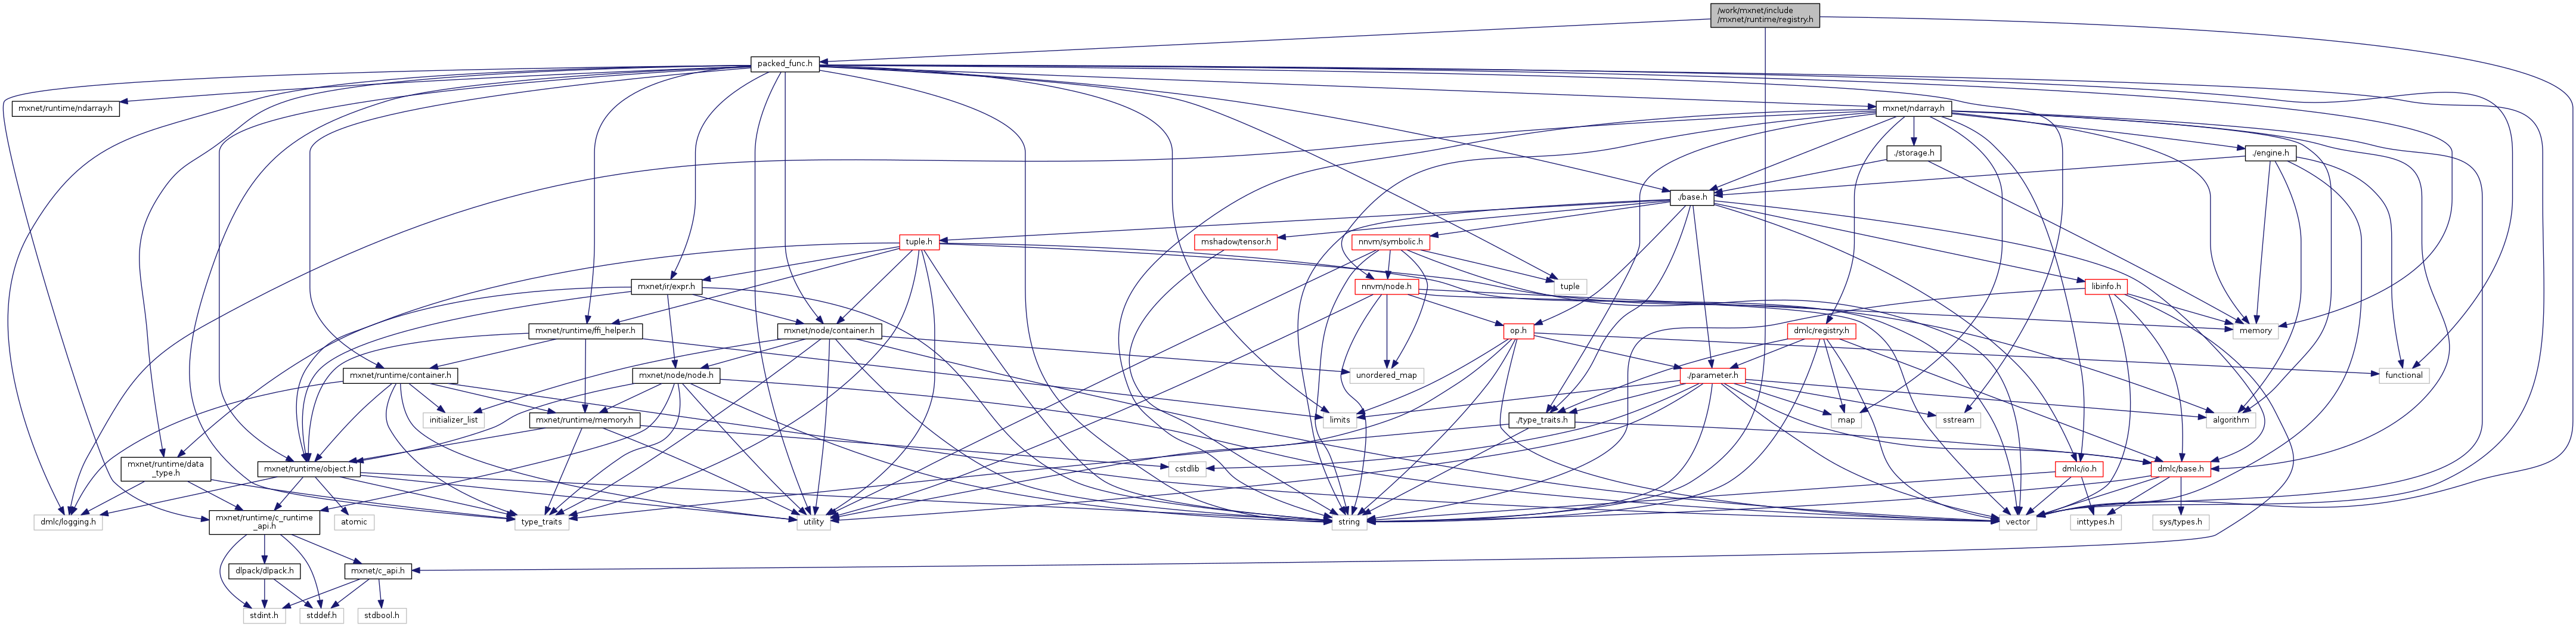 /work/mxnet/include
/mxnet/runtime/registry.h
packed_func.h
mxnet/runtime/ndarray.h
mxnet/ndarray.h
./storage.h
./engine.h
./base.h
tuple.h
mshadow/tensor.h
nnvm/symbolic.h
mxnet/ir/expr.h
nnvm/node.h
tuple
libinfo.h
mxnet/runtime/ffi_helper.h
mxnet/node/container.h
op.h
dmlc/registry.h
memory
mxnet/runtime/container.h
mxnet/node/node.h
unordered_map
./parameter.h
functional
initializer_list
mxnet/runtime/memory.h
limits
./type_traits.h
map
sstream
algorithm
mxnet/runtime/data
_type.h
mxnet/runtime/object.h
cstdlib
dmlc/io.h
dmlc/base.h
dmlc/logging.h
mxnet/runtime/c_runtime
_api.h
atomic
type_traits
utility
string
vector
inttypes.h
sys/types.h
dlpack/dlpack.h
mxnet/c_api.h
stdint.h
stddef.h
stdbool.h